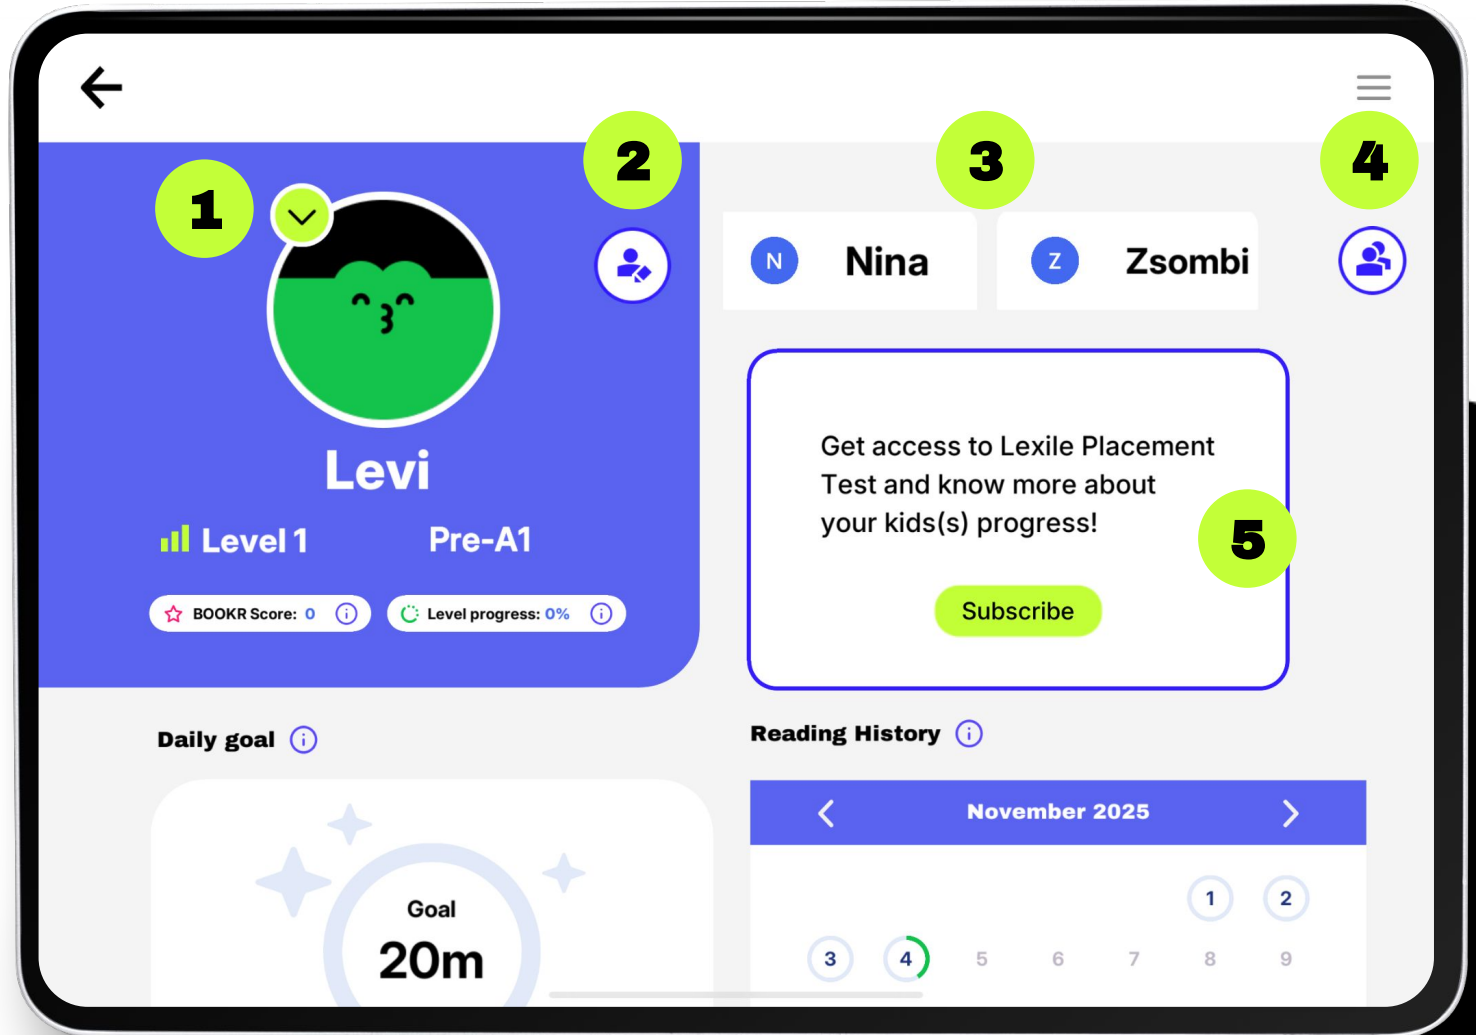 1
2
3
4
N Nina
Z Zsombi
Levi
Level 1 Pre-A1
BOOKR Score: 0 i
Level progress: 0% i
Get access to Lexile Placement
Test and know more about
your kids(s) progress!
5
Subscribe
Daily goal i
Goal
20m
Reading History i
November 2025
1 2
3 4 5 6 7 8 9